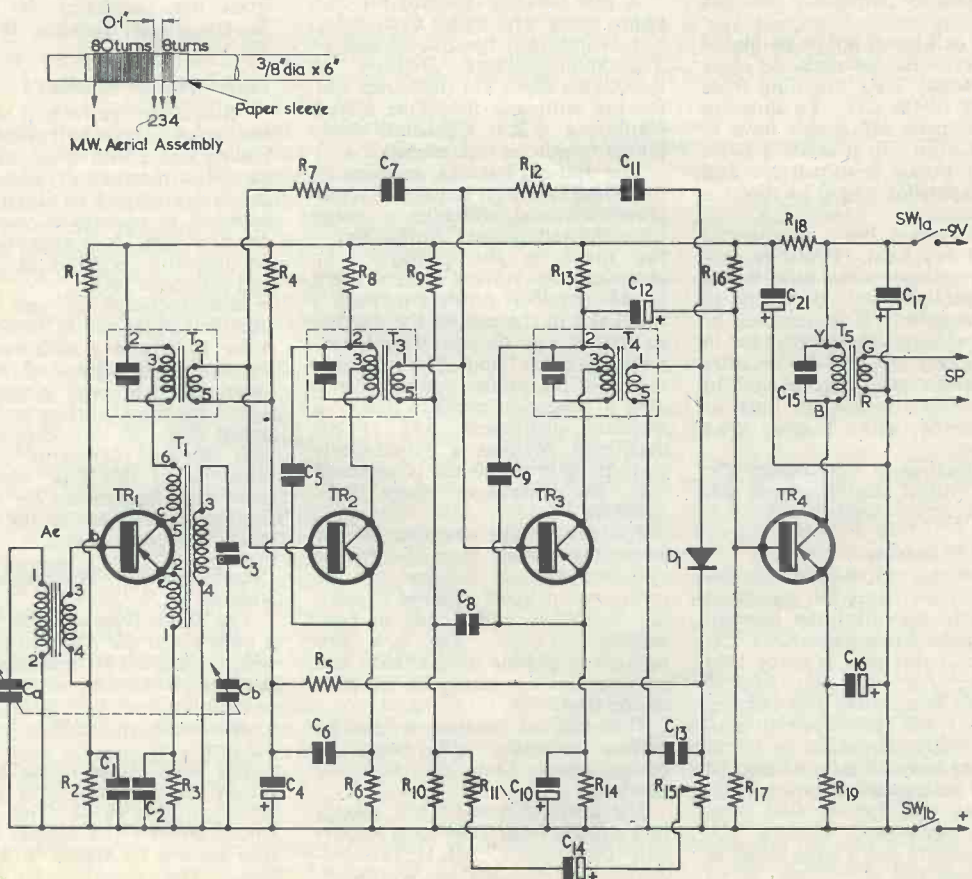 0·1"
80turns
8turns
3/8"dia x 6"
Paper sleeve
1
234
M.W. Aerial Assembly
R7
C7
R12
C11
R18
SW1a
~9V
R1
R4
R8
R9
R13
C12
+
R16
C21
+
C17
+
2
3
1
T2
5
2
3
1
T3
5
2
3
1
T4
5
Y
T5
G
SP
C15
B
R
6
T1
C5
C9
TR1
c
5
3
TR2
TR3
TR4
b
Ae
2
C3
D1
1
3
e
4
C8
1
2
4
R5
C16
+
Ca
Cb
C6
C13
C1
R2
C2
R3
C4
+
R6
R10
R11
C10
+
R14
R15
R17
R19
SW1b
+
C14
+